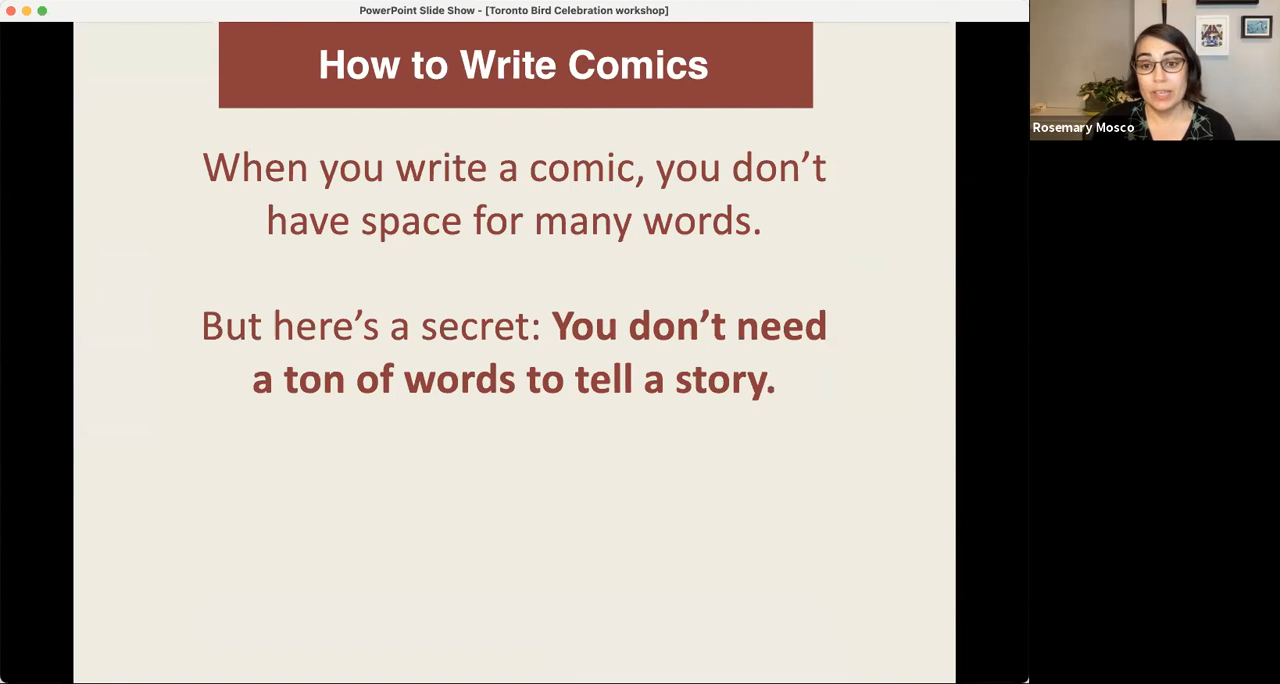 PowerPoint Slide Show - [Toronto Bird Celebration workshop]
How to Write Comics
When you write a comic, you don’t
have space for many words.
But here’s a secret: You don’t need
a ton of words to tell a story.
Rosemary Mosco